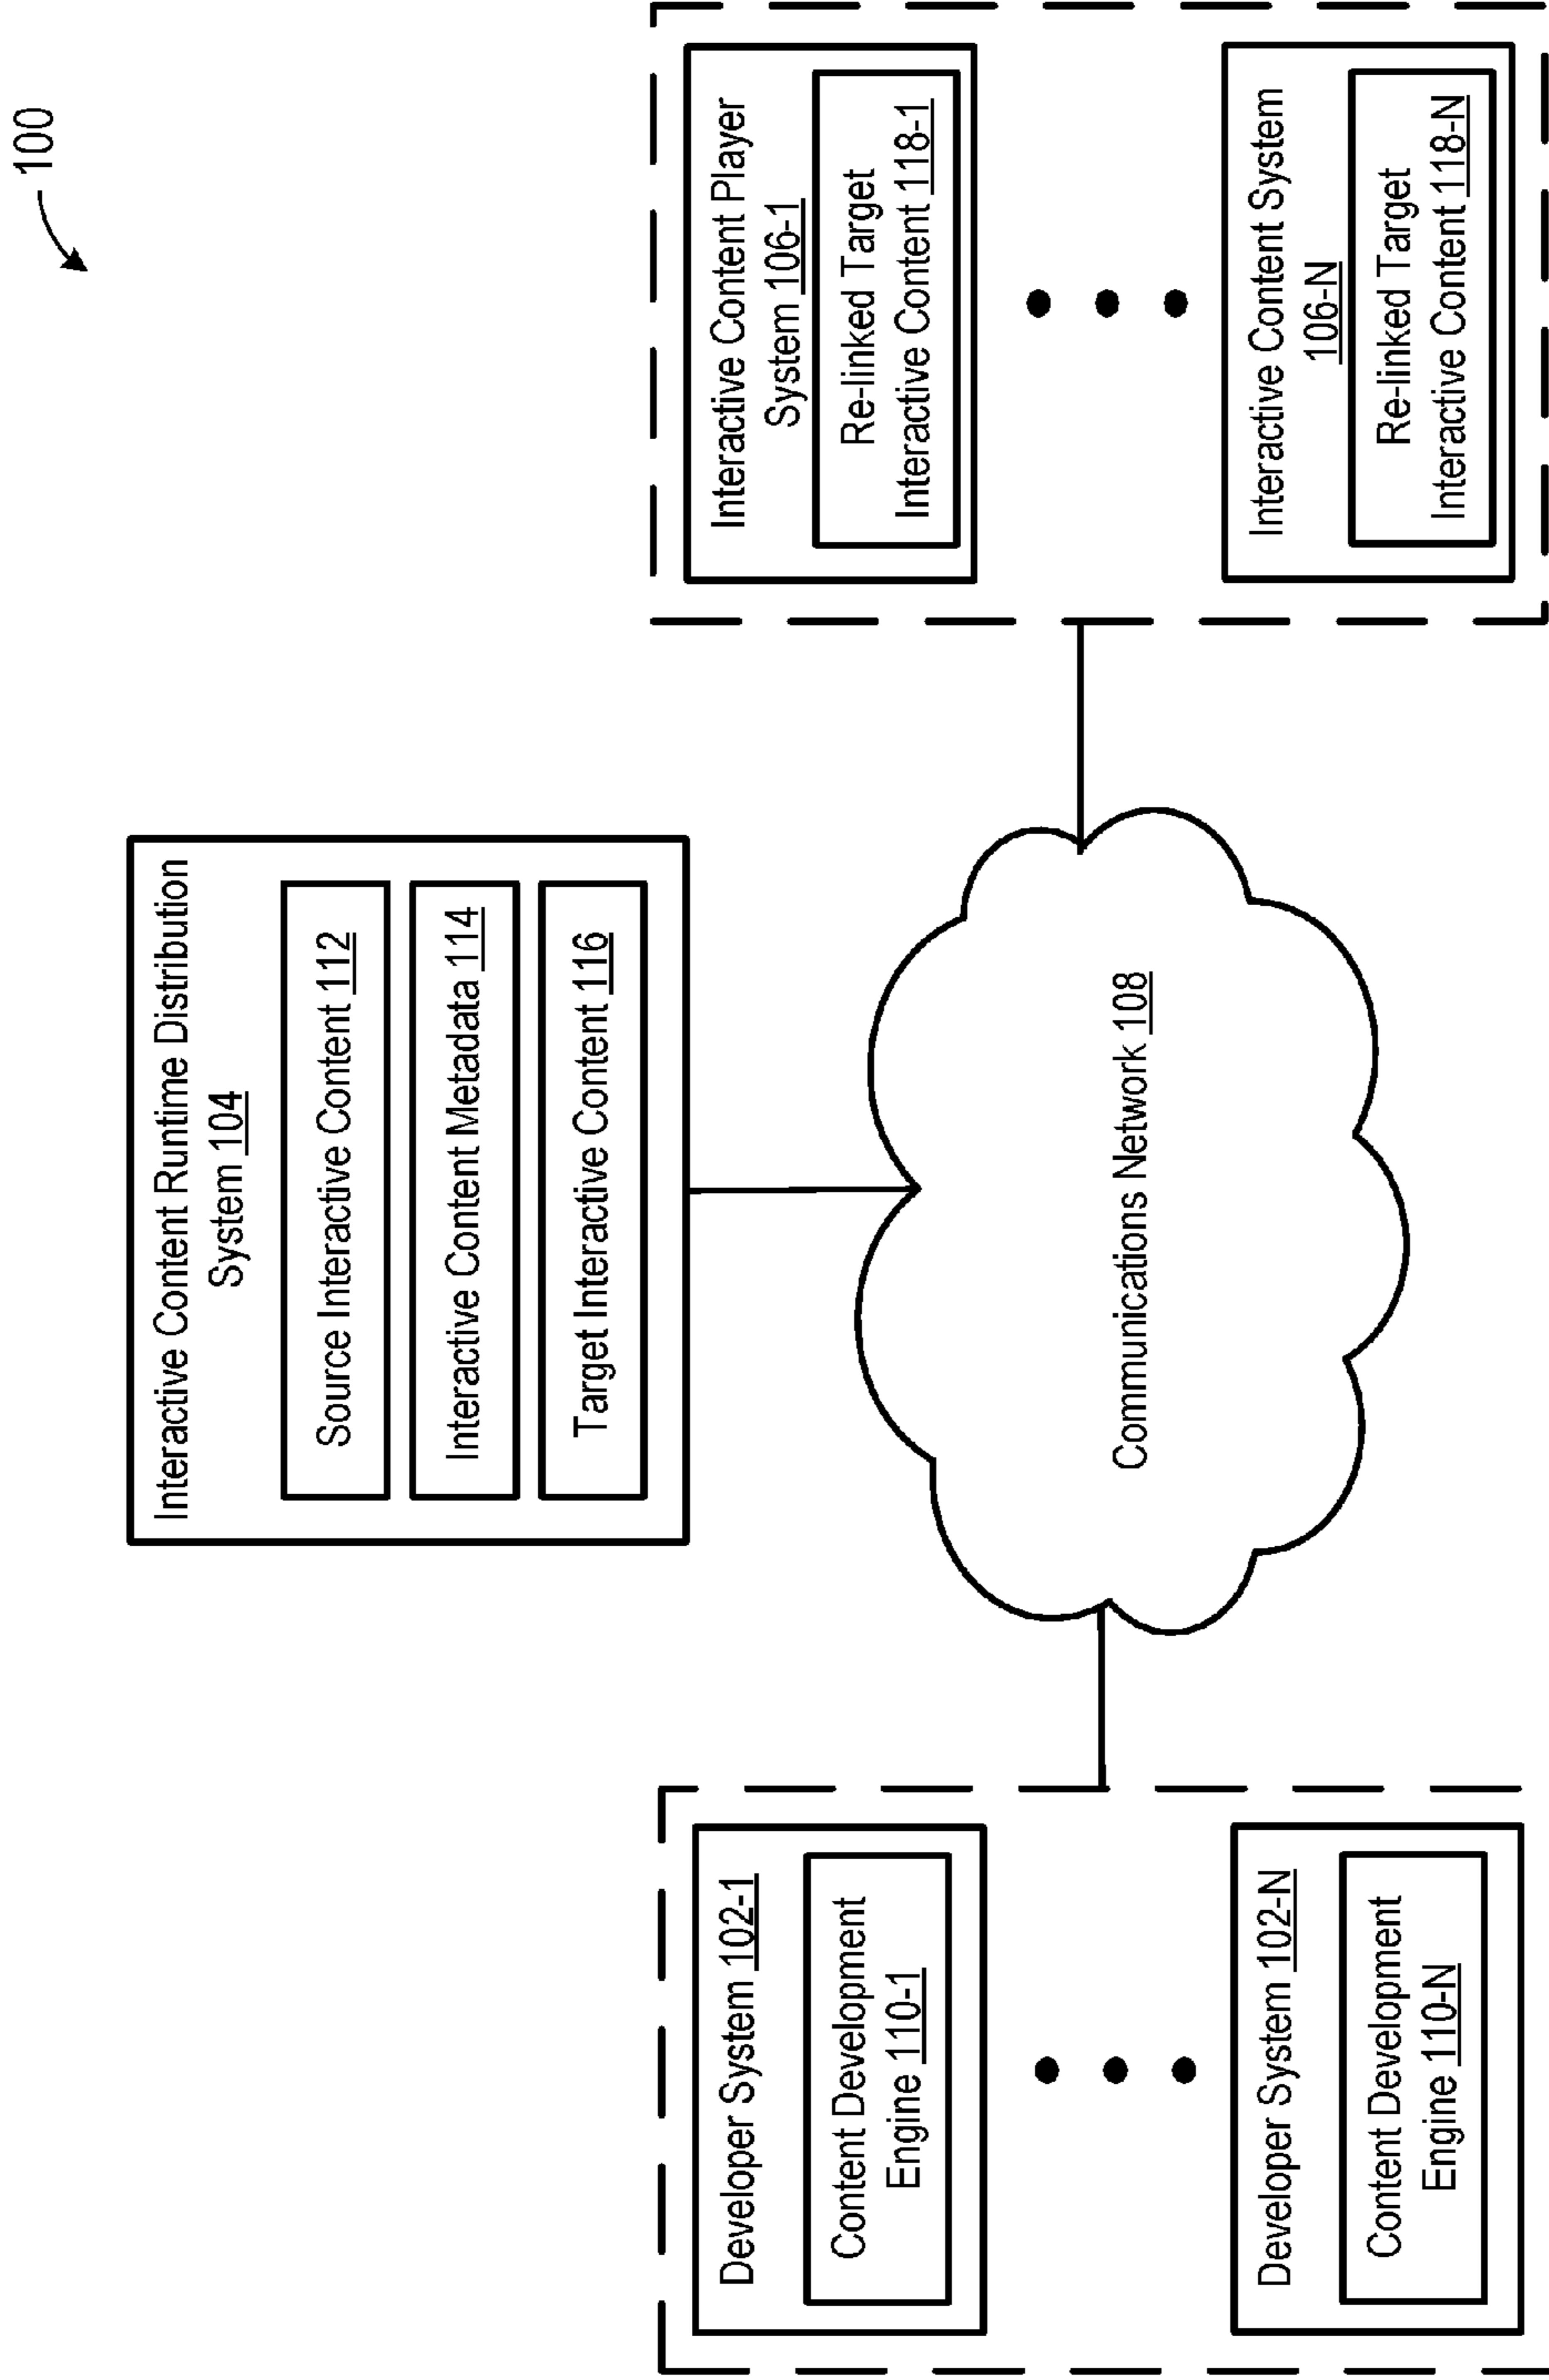 100
Interactive Content Runtime Distribution
System 104
Source Interactive Content 112
Interactive Content Metadata 114
Target Interactive Content 116
Communications Network 108
Developer System 102-1
Content Development
Engine 110-1
Developer System 102-N
Content Development
Engine 110-N
Interactive Content Player
System 106-1
Re-linked Target
Interactive Content 118-1
Interactive Content System
106-N
Re-linked Target
Interactive Content 118-N